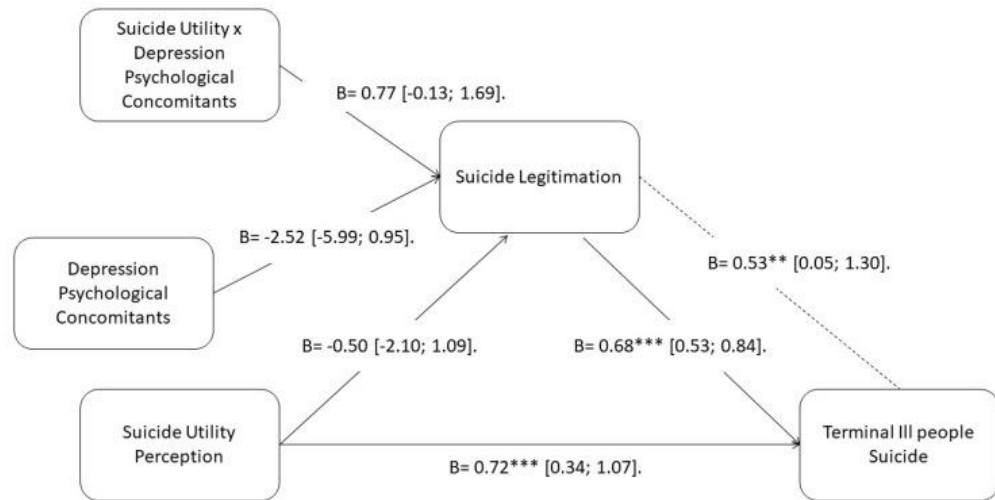 Suicide Utility x
Depression
Psychological
Concomitants
B= 0.77 [-0.13; 1.69].
Suicide Legitimation
B= -2.52 [-5.99; 0.95].
Depression
Psychological
Concomitants
B= 0.53** [0.05; 1.30].
B= -0.50 [-2.10; 1.09].
B= 0.68*** [0.53; 0.84].
Suicide Utility
Perception
B= 0.72*** [0.34; 1.07].
Terminal Ill people
Suicide